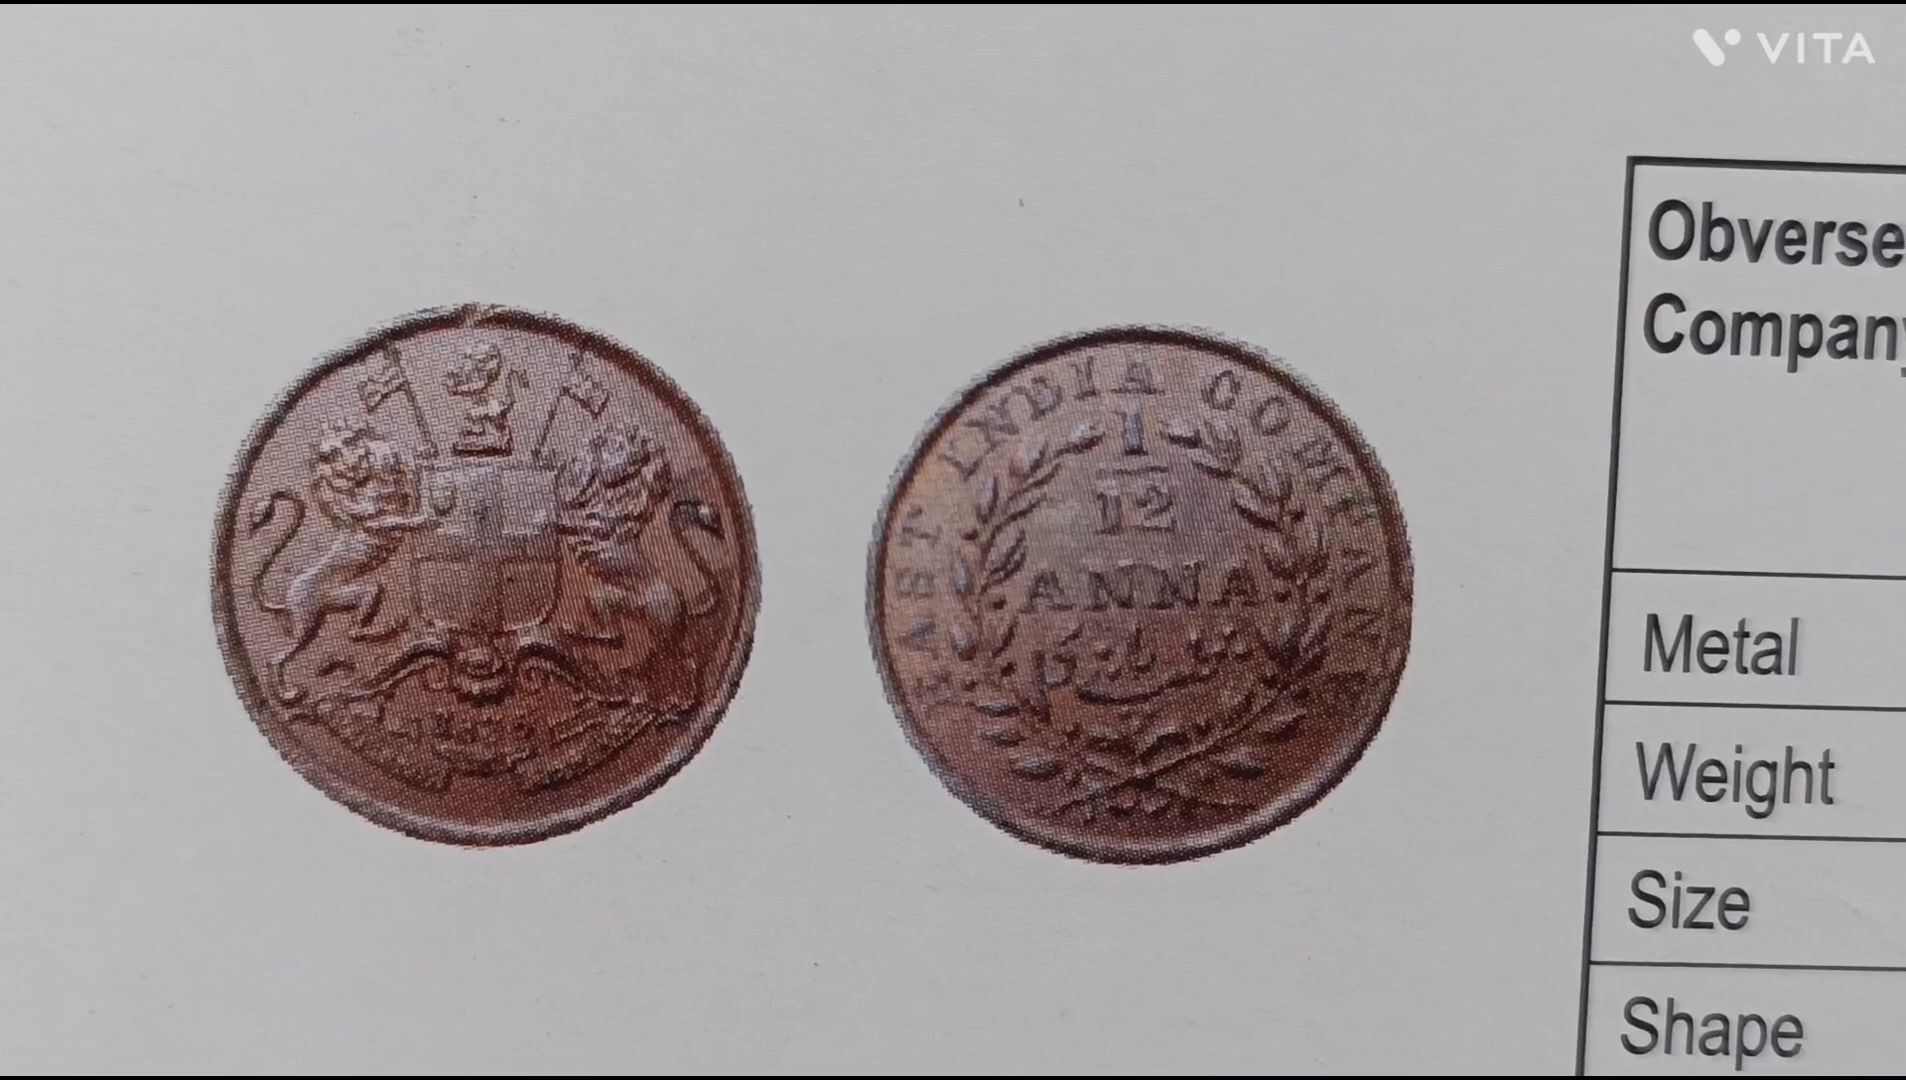 VITA
EAST INDIA COMPANY
1
12
ANNA
Obverse
Company
Metal
Weight
Size
Shape